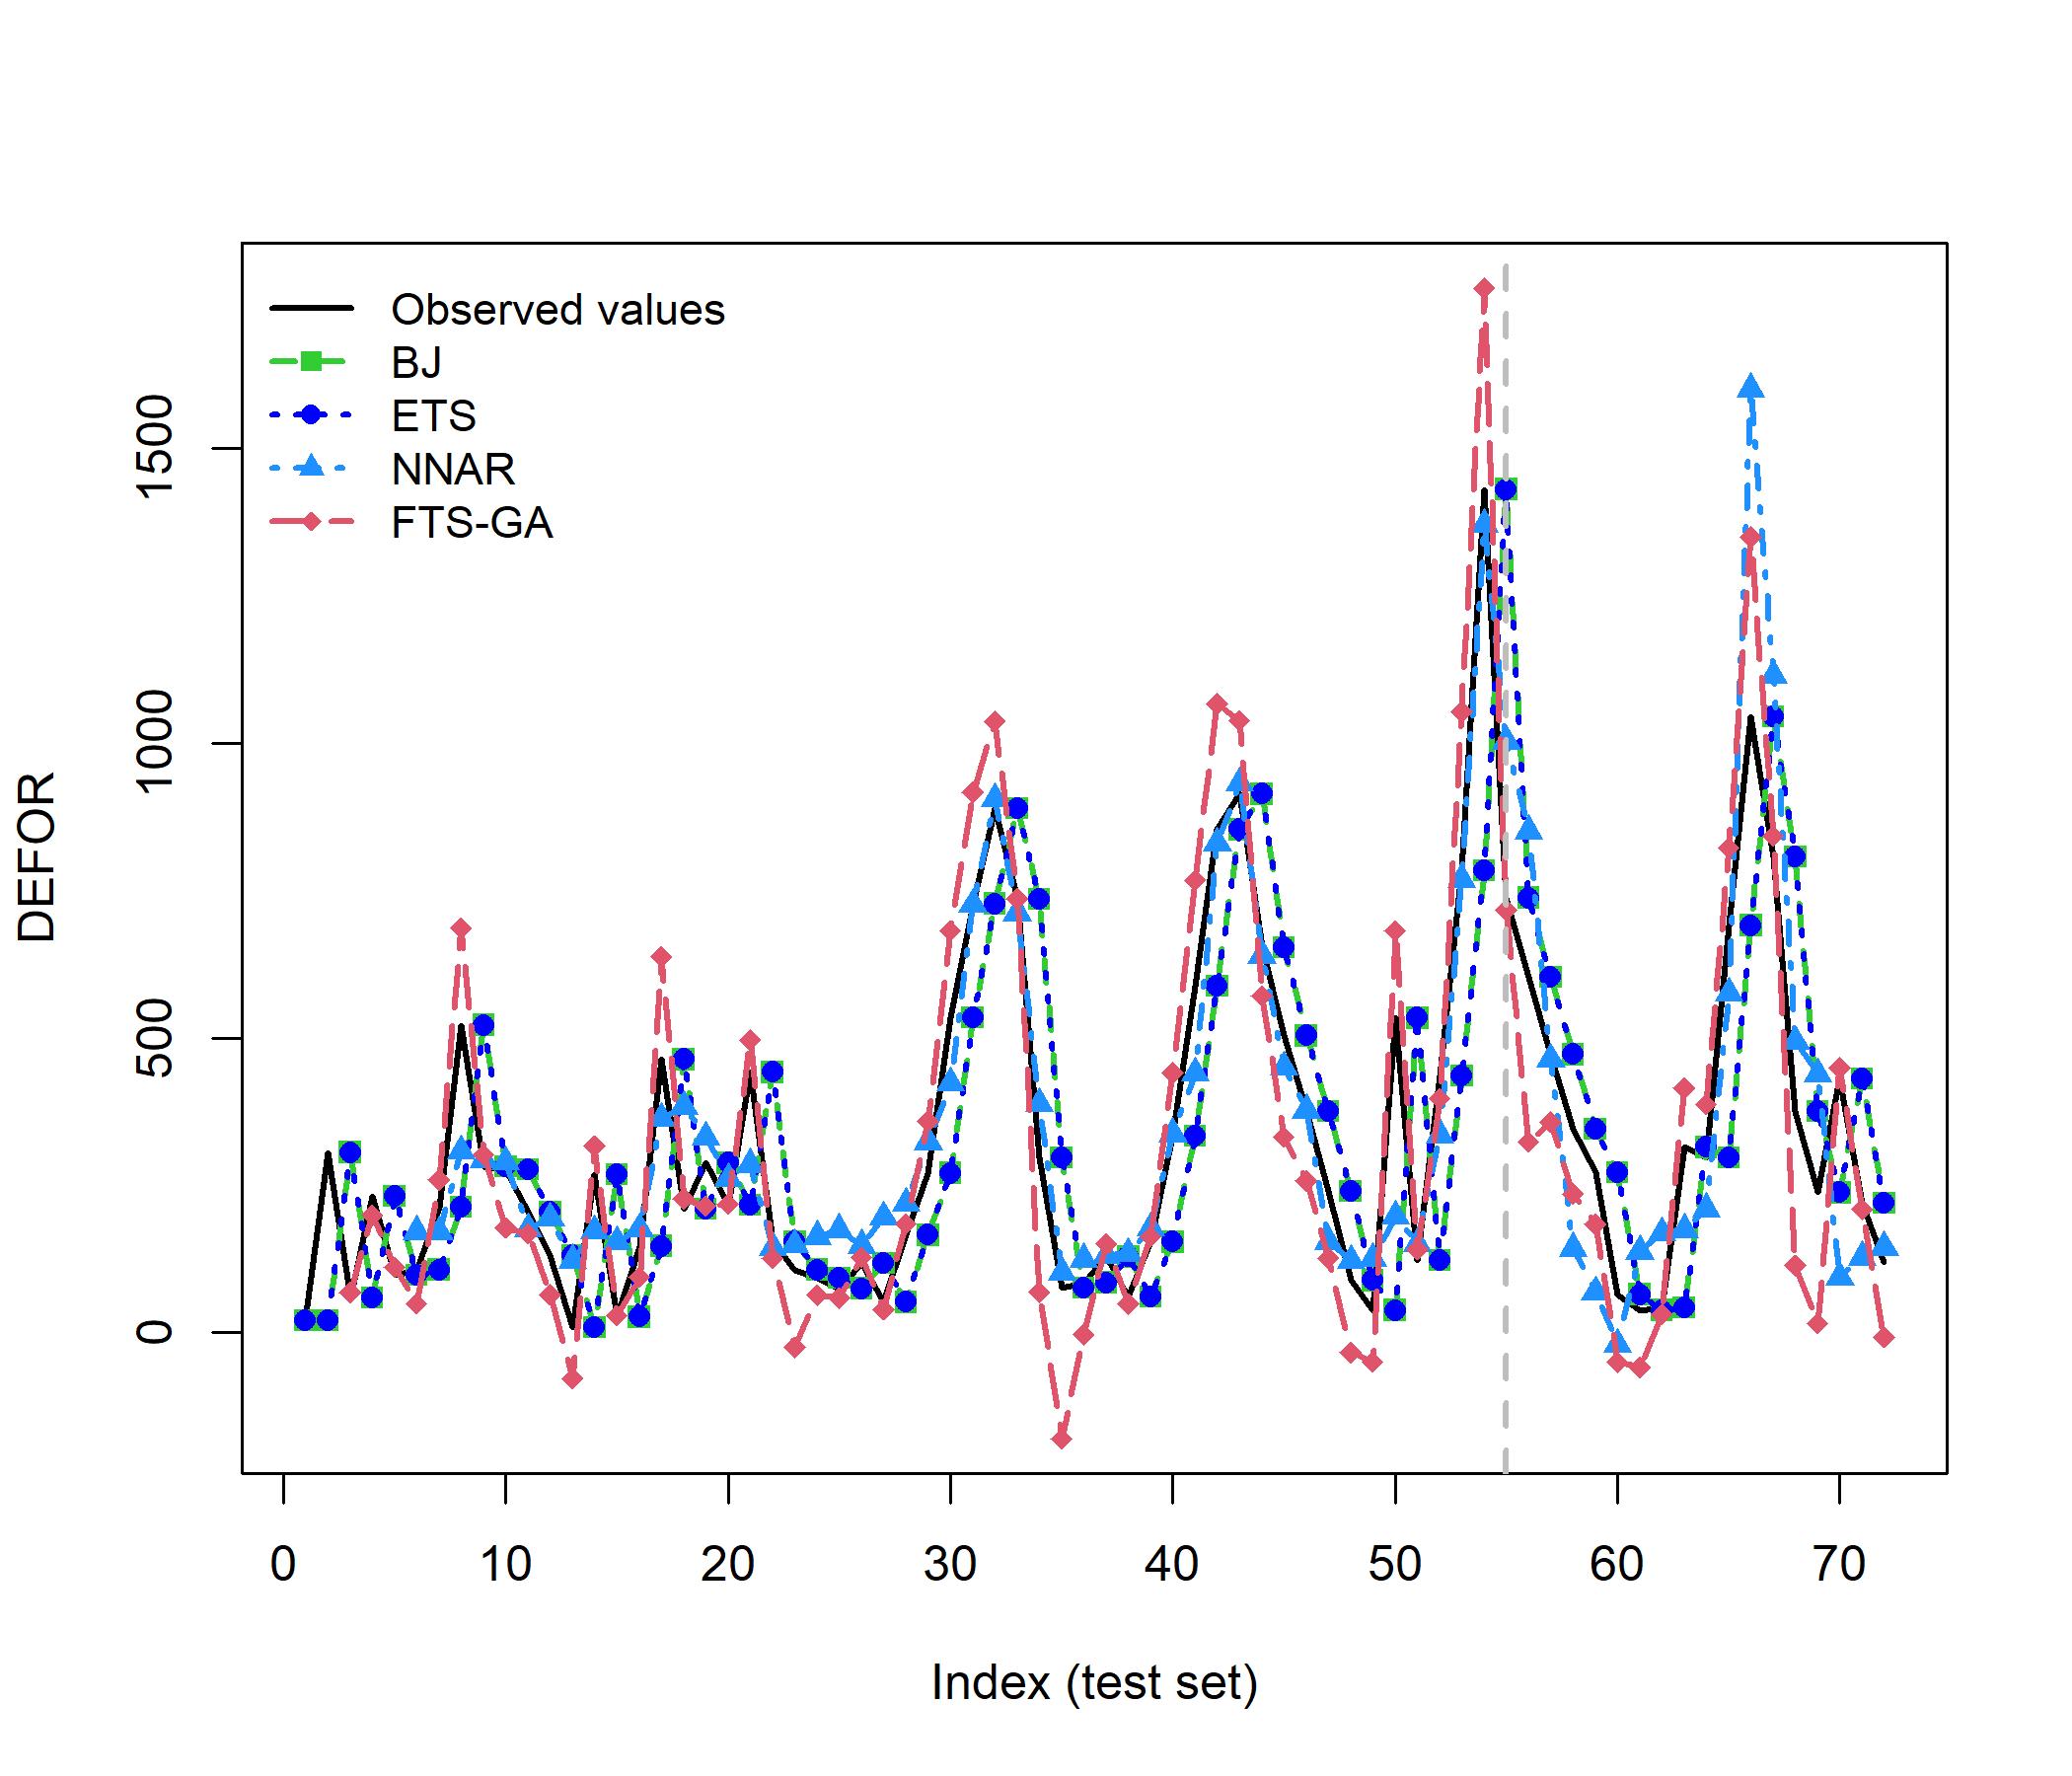 Observed values
BJ
ETS
NNAR
FTS-GA
DEFOR
1500
1000
500
0
0 10 20 30 40 50 60 70
Index (test set)